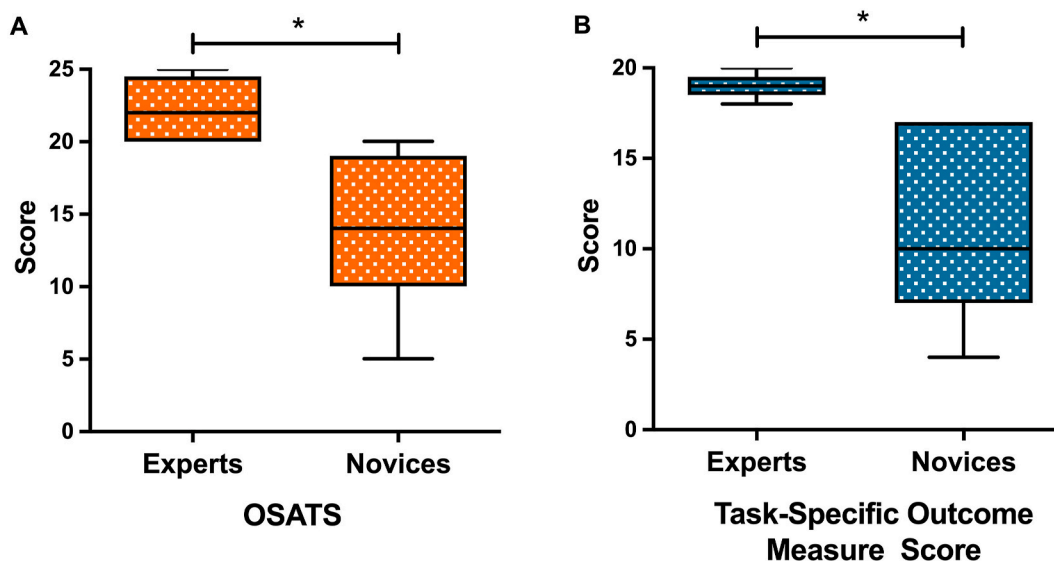 A
*
Score
25
20
15
10
5
0
Experts
Novices
OSATS
B
*
Score
20
15
10
5
0
Experts
Novices
Task-Specific Outcome
Measure Score